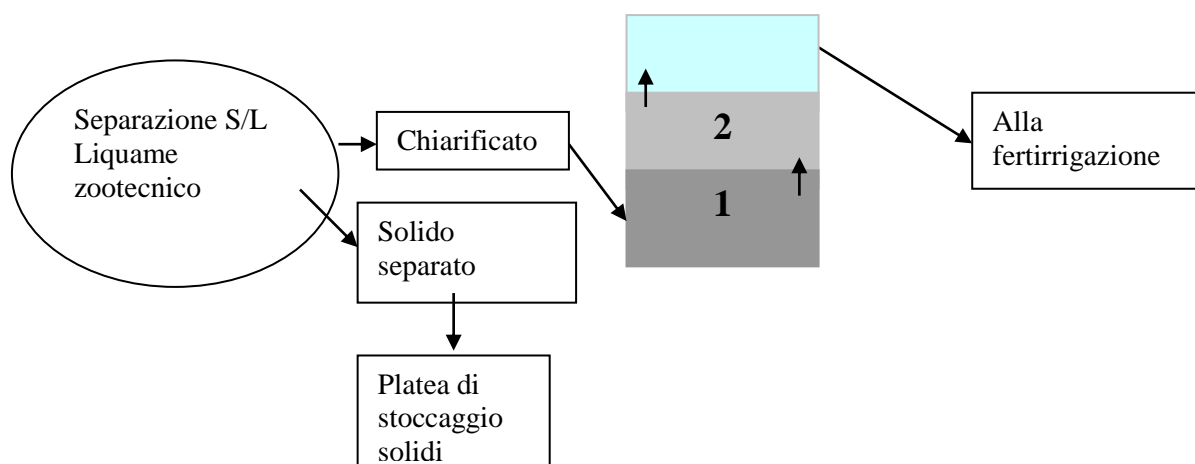 Separazione S/L
Liquame
zootecnico
Chiarificato
2
1
Alla
fertirrigazione
Solido
separato
Platea di
stoccaggio
solidi